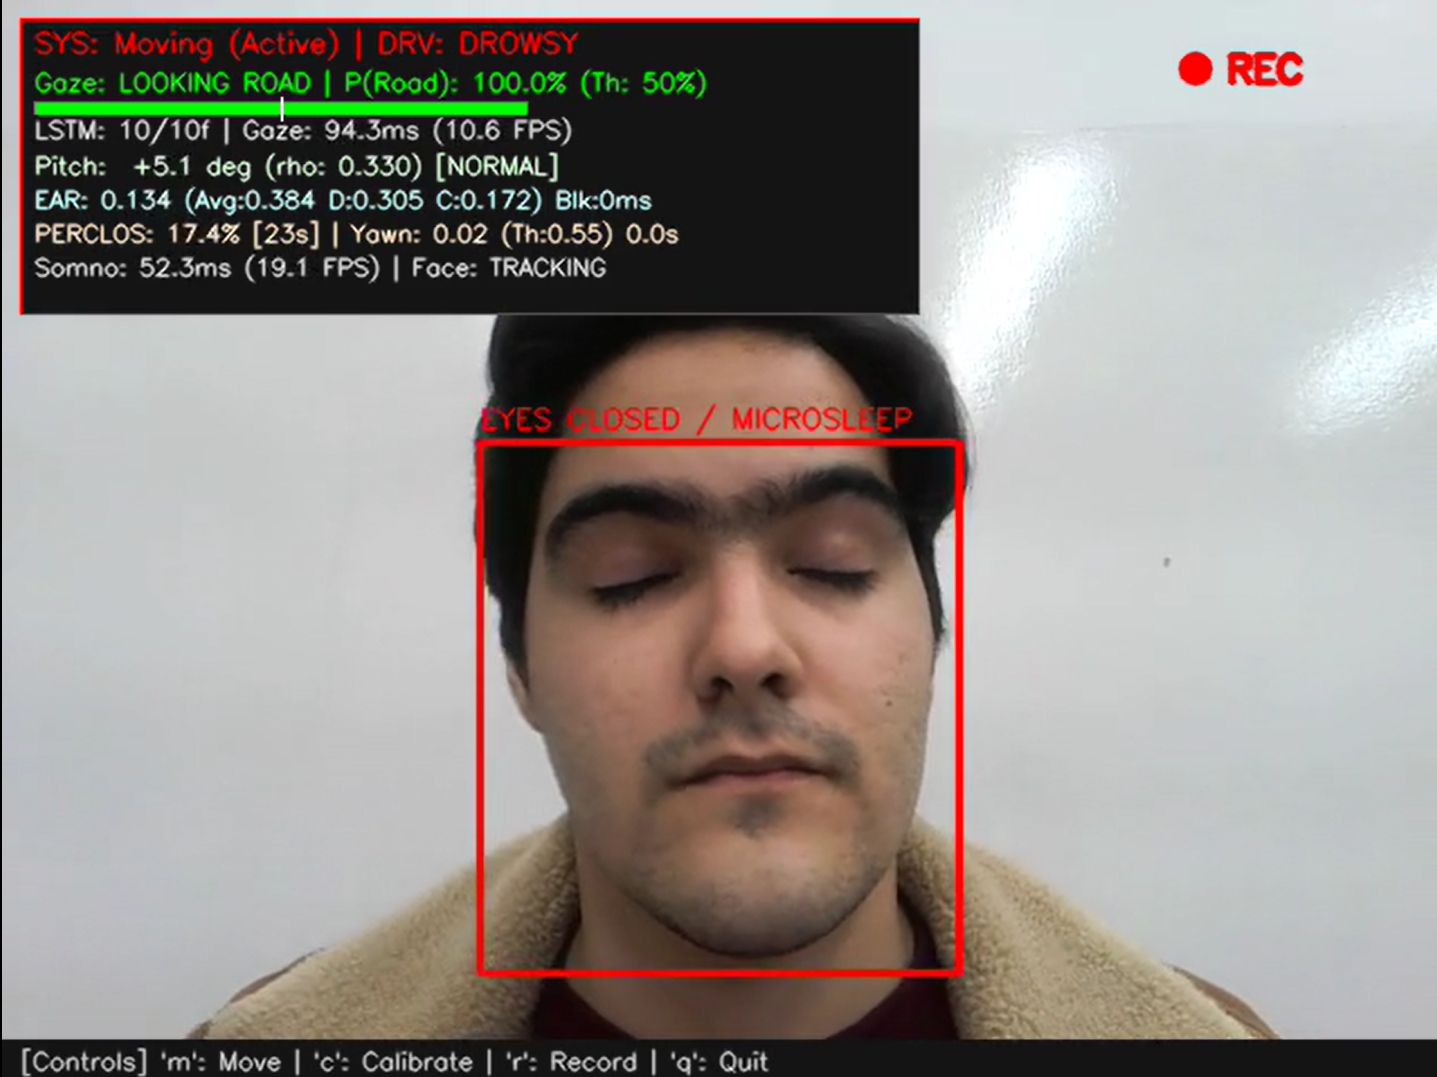 SYS: Moving (Active) | DRV: DROWSY
REC
Gaze: LOOKING ROAD | P(Road): 100.0% (Th: 50%)
LSTM: 10/10f | Gaze: 94.3ms (10.6 FPS)
Pitch:  +5.1 deg (rho: 0.330) [NORMAL]
EAR: 0.134 (Avg:0.384 D:0.305 C:0.172) Blk:0ms
PERCLOS: 17.4% [23s] | Yawn: 0.02 (Th:0.55) 0.0s
Somno: 52.3ms (19.1 FPS) | Face: TRACKING
EYES CLOSED / MICROSLEEP
[Controls] 'm': Move | 'c': Calibrate | 'r': Record | 'q': Quit